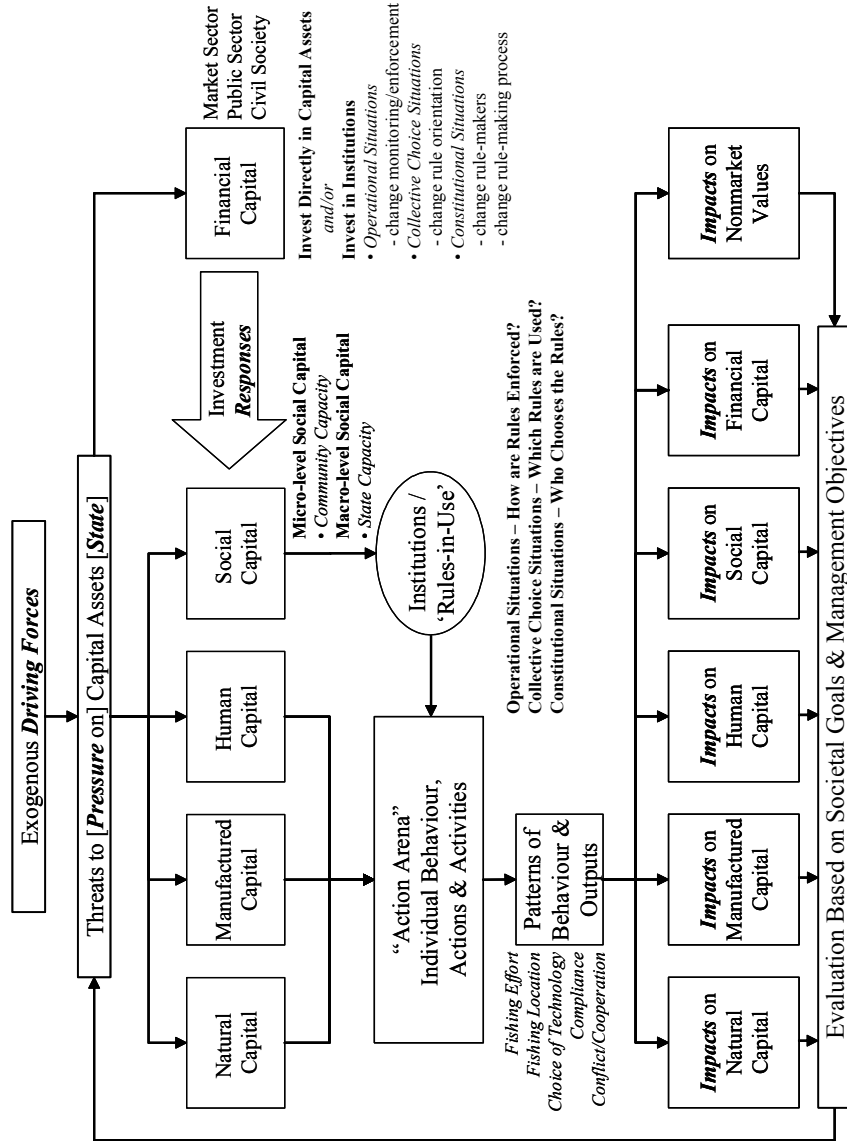 Exogenous Driving Forces
Threats to [Pressure on] Capital Assets [State]
Natural
Capital
Manufactured
Capital
Human
Capital
Social
Capital
Investment
Responses
Financial
Capital
Market Sector
Public Sector
Civil Society
Micro-level Social Capital
• Community Capacity
Macro-level Social Capital
• State Capacity
Invest Directly in Capital Assets
and/or
Invest in Institutions
• Operational Situations
- change monitoring/enforcement
• Collective Choice Situations
- change rule orientation
• Constitutional Situations
- change rule-makers
- change rule-making process
“Action Arena”
Individual Behaviour,
Actions & Activities
Institutions /
‘Rules-in-Use’
Operational Situations – How are Rules Enforced?
Collective Choice Situations – Which Rules are Used?
Constitutional Situations – Who Chooses the Rules?
Fishing Effort
Fishing Location
Choice of Technology
Compliance
Conflict/Cooperation
Patterns of
Behaviour &
Outputs
Impacts on
Natural
Capital
Impacts on
Manufactured
Capital
Impacts on
Human
Capital
Impacts on
Social
Capital
Impacts on
Financial
Capital
Impacts on
Nonmarket
Values
Evaluation Based on Societal Goals & Management Objectives